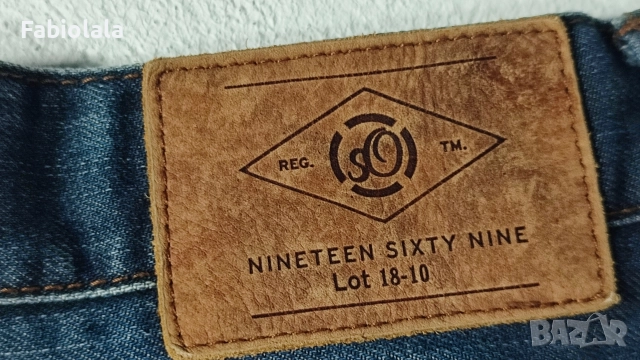 Fabiolala
REG. sO TM.
NINETEEN SIXTY NINE
Lot 18-10
BAZAR